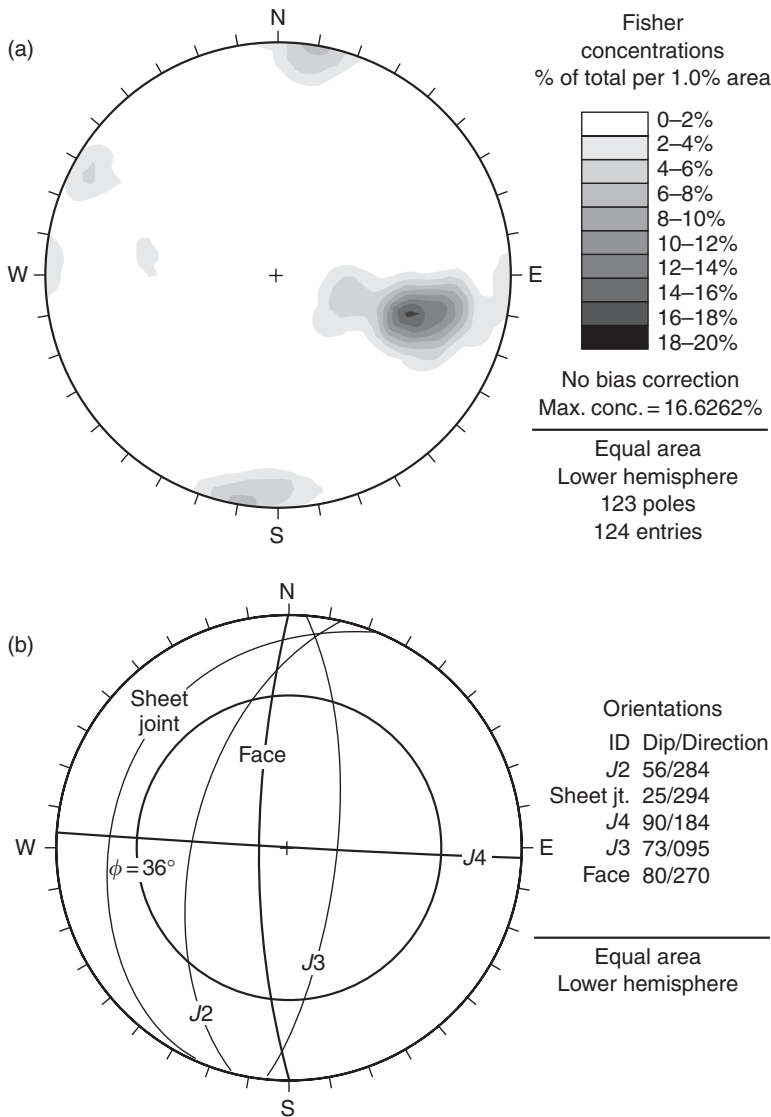 (a)
N
W
E
S
Fisher
concentrations
% of total per 1.0% area
0–2%
2–4%
4–6%
6–8%
8–10%
10–12%
12–14%
14–16%
16–18%
18–20%
No bias correction
Max. conc. = 16.6262%
Equal area
Lower hemisphere
123 poles
124 entries
(b)
N
Sheet
joint
Face
W
E
J4
ϕ = 36°
J3
J2
S
Orientations
ID Dip/Direction
J2 56/284
Sheet jt. 25/294
J4 90/184
J3 73/095
Face 80/270
Equal area
Lower hemisphere